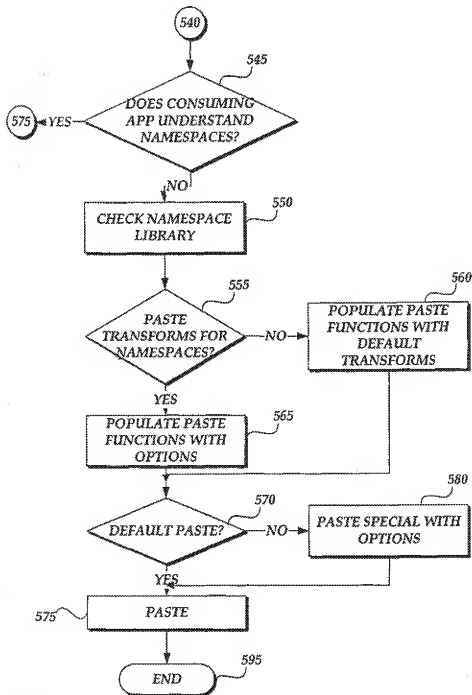 540
545
DOES CONSUMING
APP UNDERSTAND
NAMESPACES?
575
YES
NO
550
CHECK NAMESPACE
LIBRARY
555
PASTE
TRANSFORMS FOR
NAMESPACES?
NO
560
POPULATE PASTE
FUNCTIONS WITH
DEFAULT
TRANSFORMS
YES
565
POPULATE PASTE
FUNCTIONS WITH
OPTIONS
570
DEFAULT PASTE?
NO
580
PASTE SPECIAL WITH
OPTIONS
YES
575
PASTE
END
595